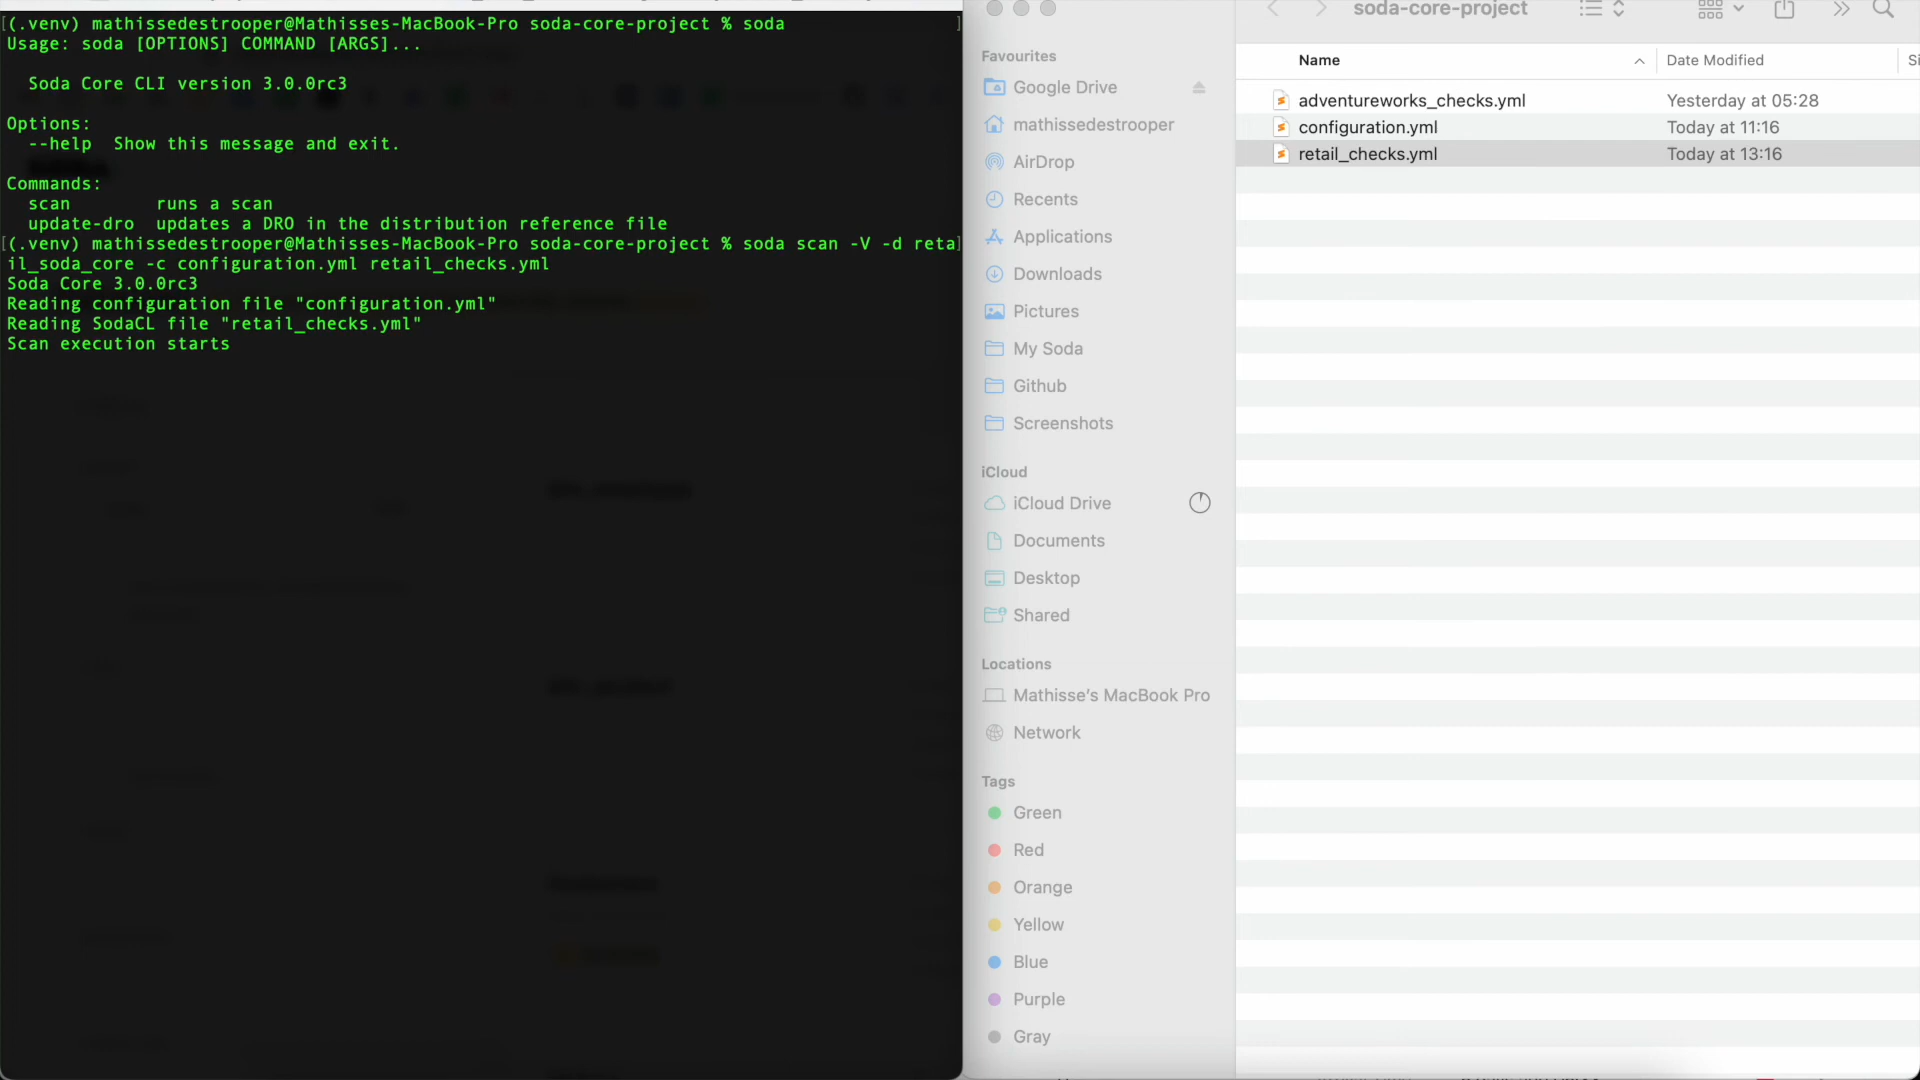 (.venv) mathissedestrooper@Mathisses-MacBook-Pro soda-core-project % soda
Usage: soda [OPTIONS] COMMAND [ARGS]...
Soda Core CLI version 3.0.0rc3
Options:
--help  Show this message and exit.
Commands:
scan        runs a scan
update-dro  updates a DRO in the distribution reference file
(.venv) mathissedestrooper@Mathisses-MacBook-Pro soda-core-project % soda scan -V -d reta
il_soda_core -c configuration.yml retail_checks.yml
Soda Core 3.0.0rc3
Reading configuration file "configuration.yml"
Reading SodaCL file "retail_checks.yml"
Scan execution starts
Favourites
Google Drive
mathissedestrooper
AirDrop
Recents
Applications
Downloads
Pictures
My Soda
Github
Screenshots
iCloud
iCloud Drive
Documents
Desktop
Shared
Locations
Mathisse's MacBook Pro
Network
Tags
Green
Red
Orange
Yellow
Blue
Purple
Gray
soda-core-project
Name Date Modified Si
adventureworks_checks.yml Yesterday at 05:28
configuration.yml Today at 11:16
retail_checks.yml Today at 13:16